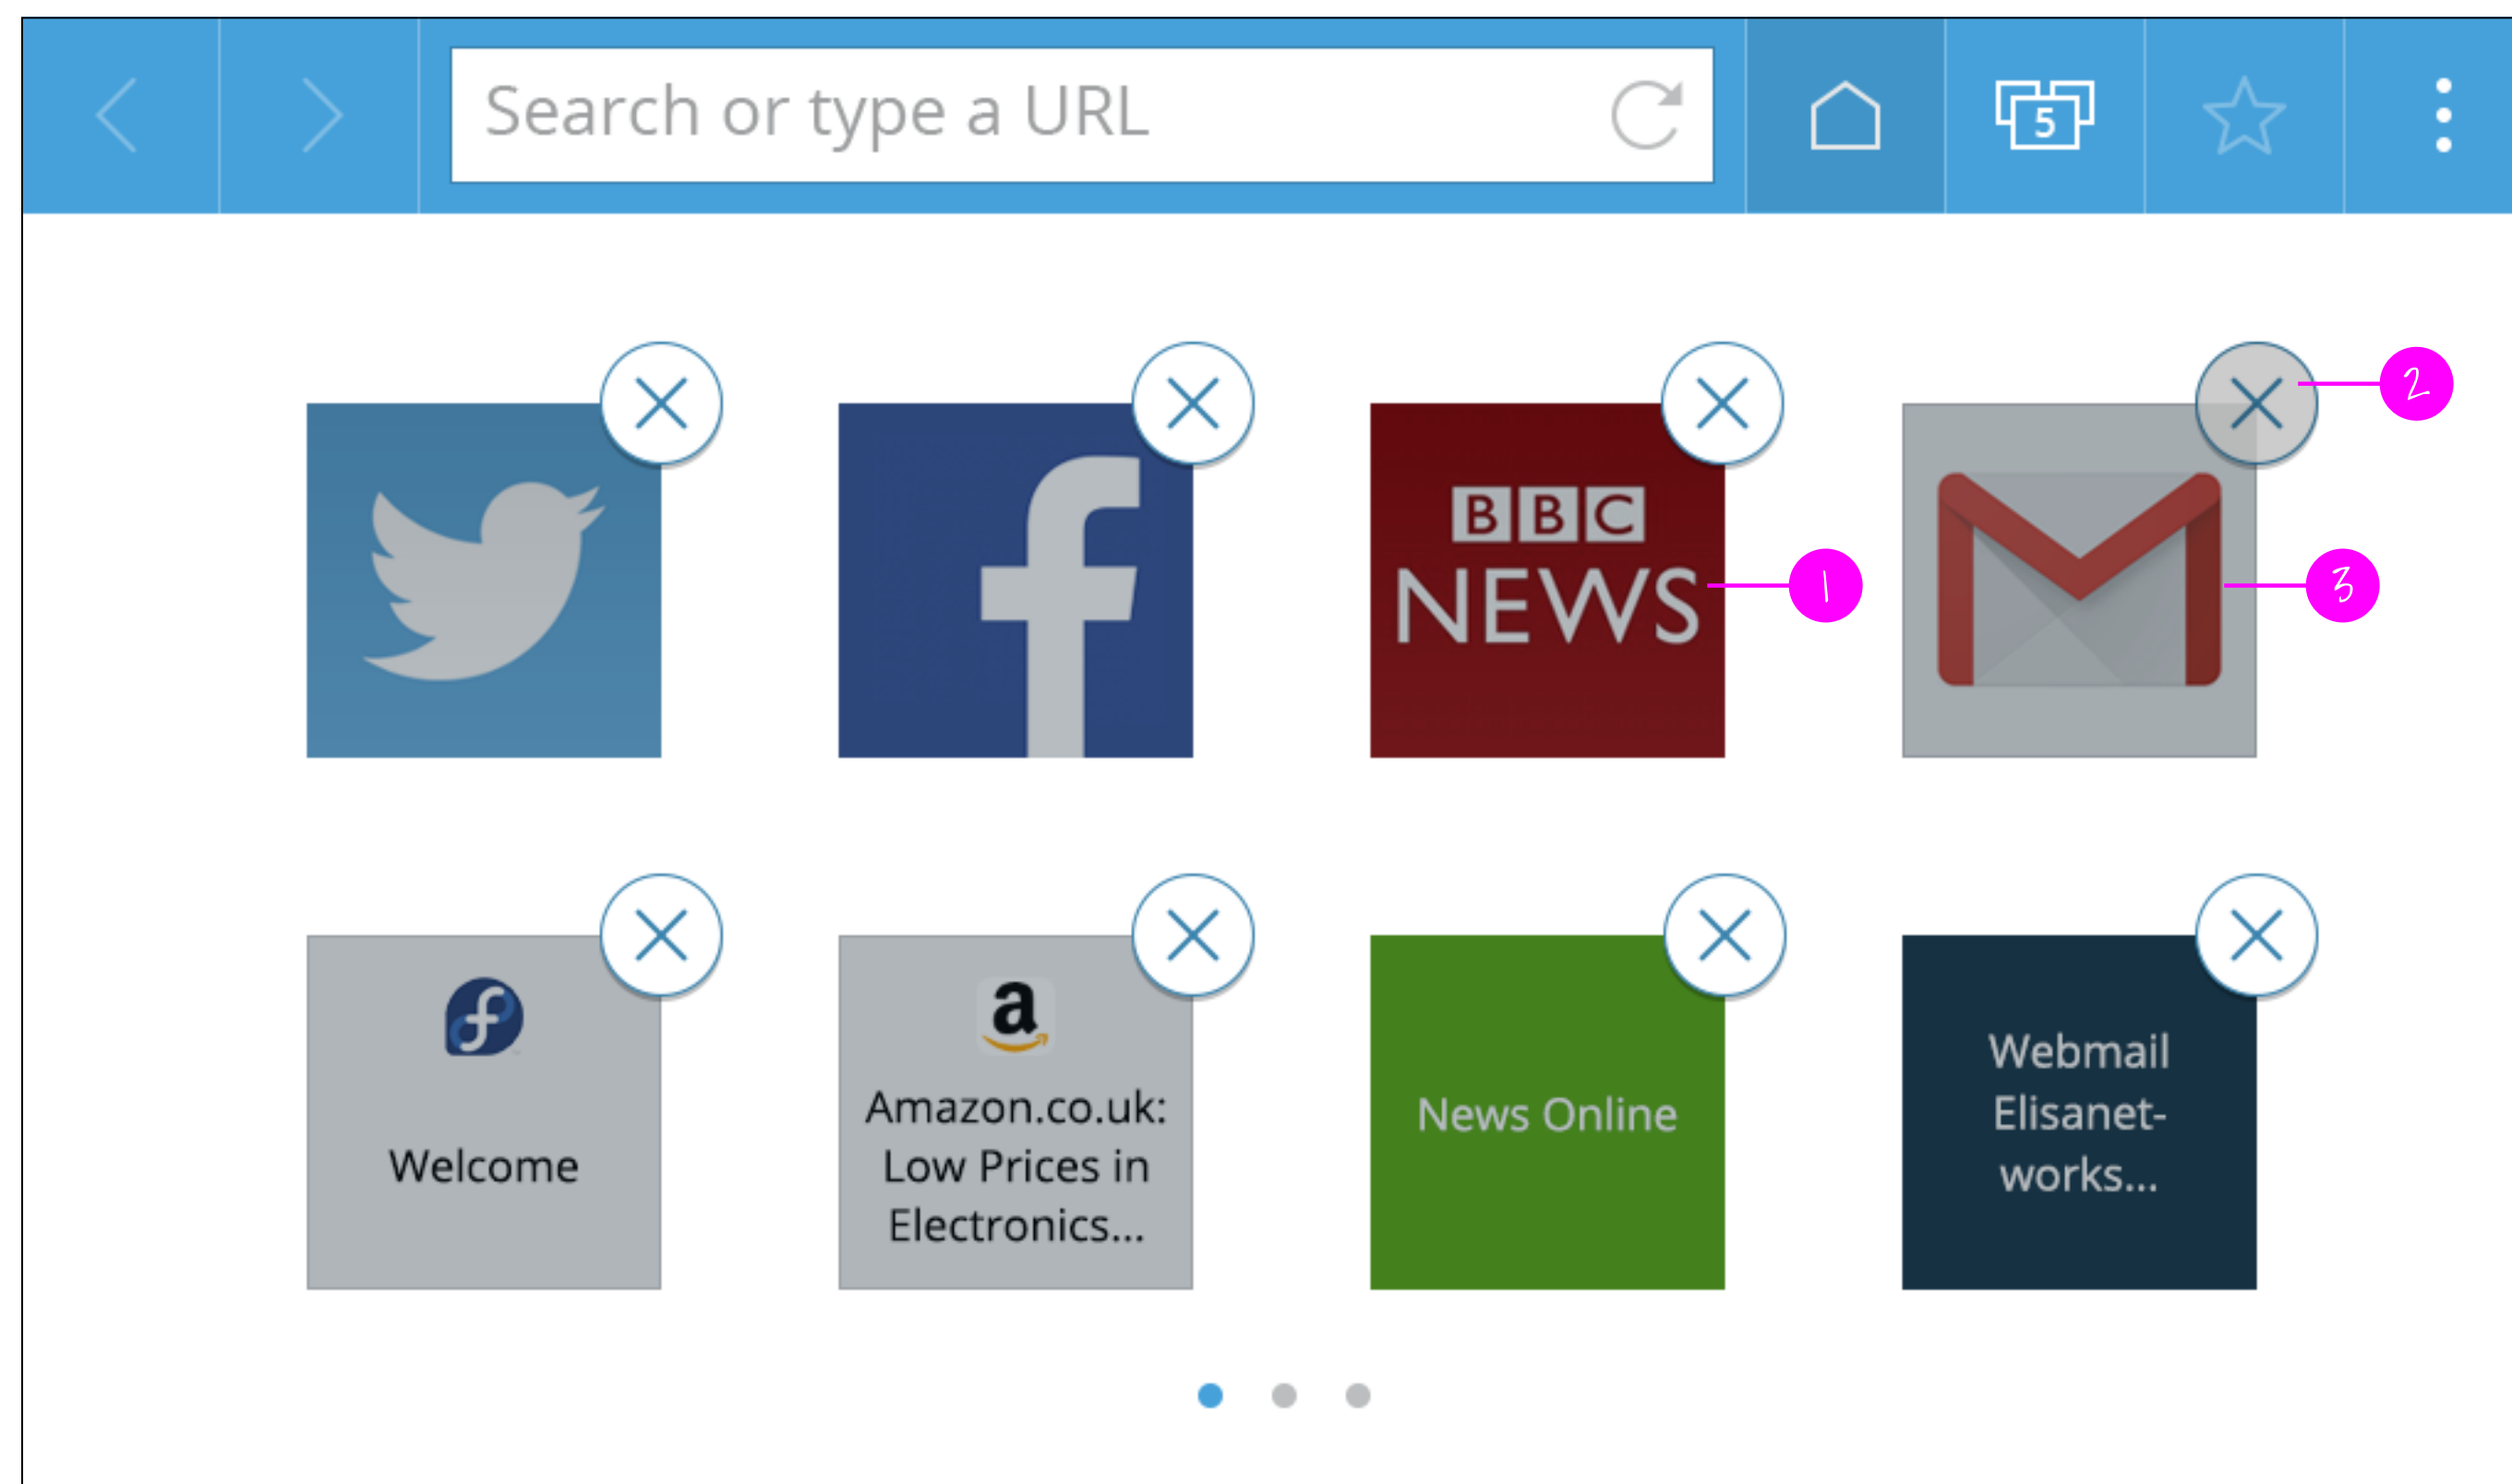 Search or type a URL
5
2
BBC
NEWS
1
3
Welcome
Amazon.co.uk:
Low Prices in
Electronics...
News Online
Webmail
Elisanet-
works...